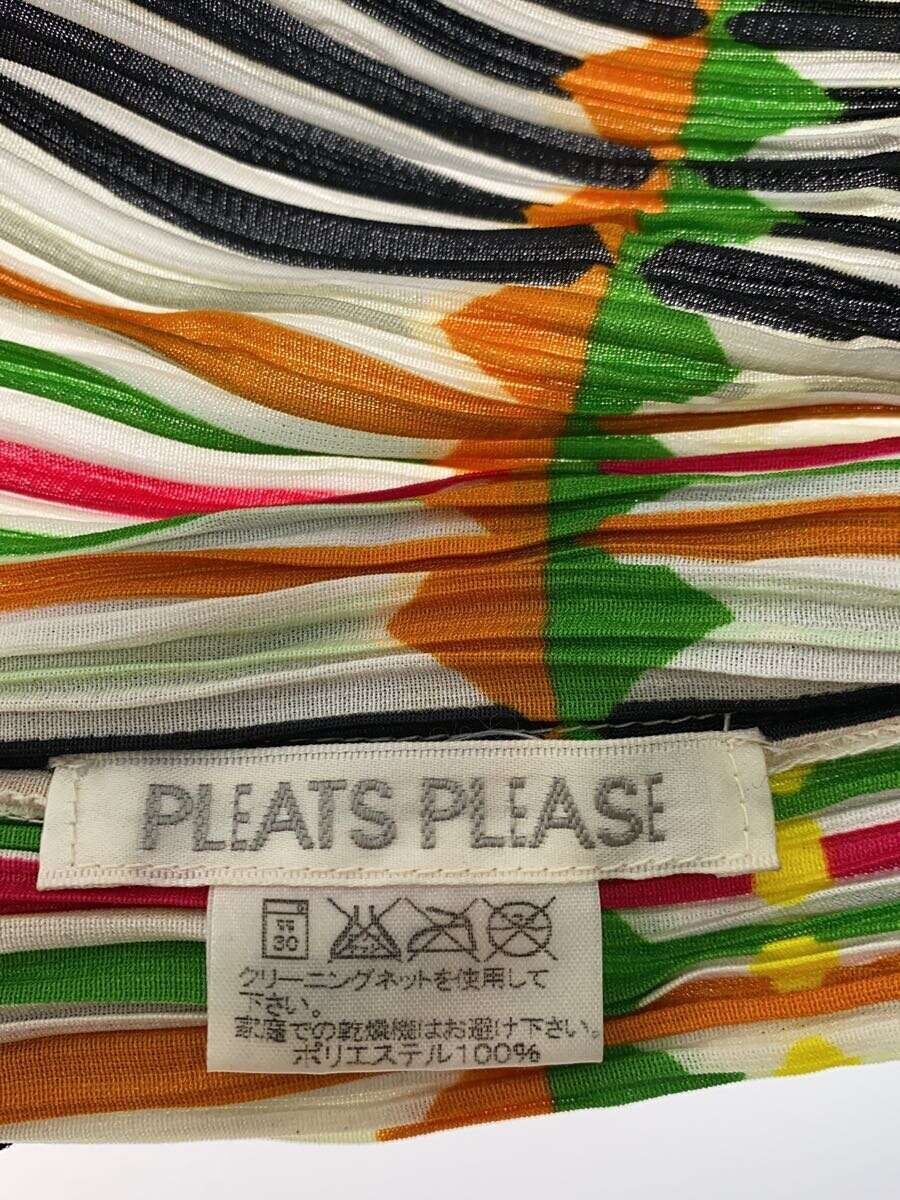 PLEATS PLEASE
弱
30
クリーニングネットを使用して
下さい。
家庭での乾燥機はお避け下さい。
ポリエステル100%